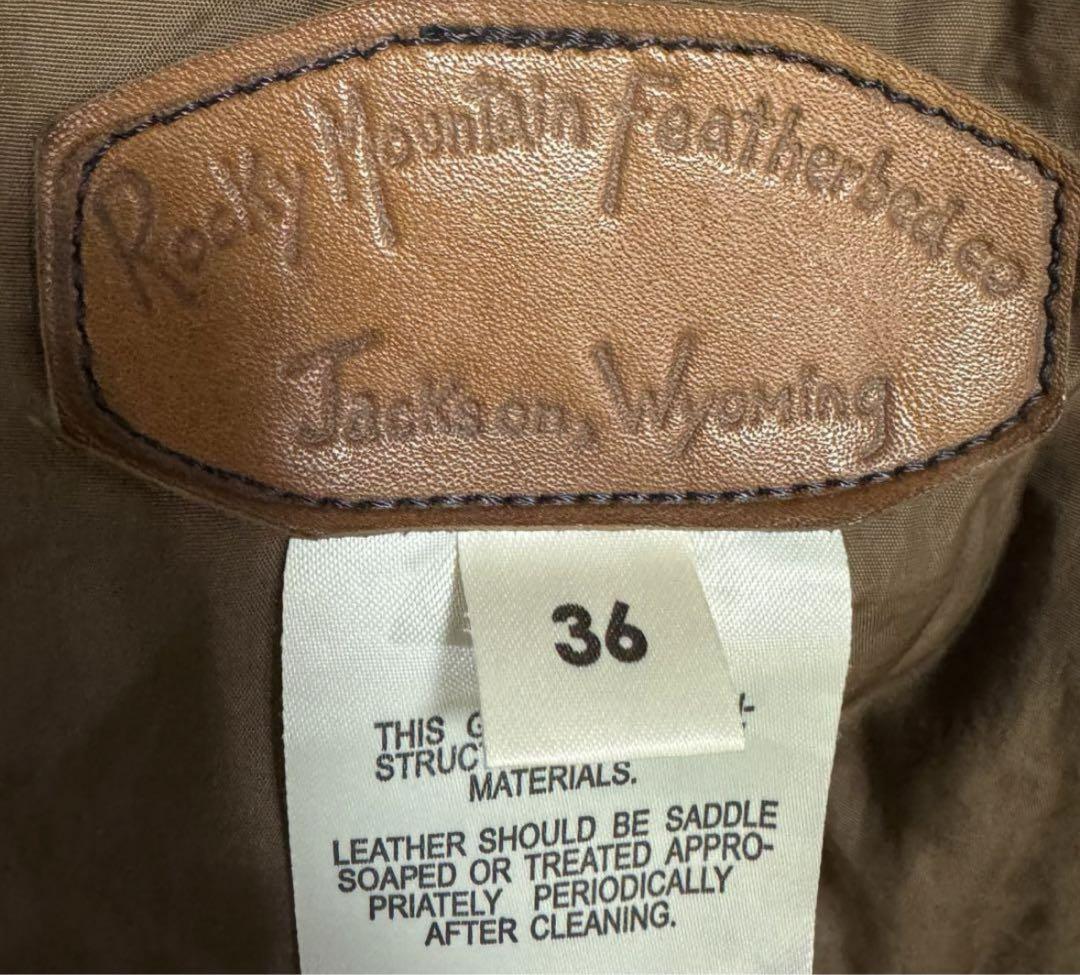 Rocky Mountain Featherbed co
Jackson, Wyoming
36
THIS
STRUC
MATERIALS.
LEATHER SHOULD BE SADDLE
SOAPED OR TREATED APPRO-
PRIATELY PERIODICALLY
AFTER CLEANING.